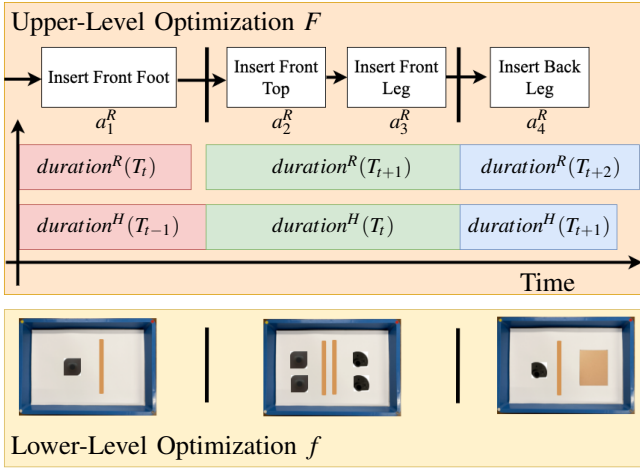 Upper-Level Optimization F
Insert Front Foot
Insert Front
Top
Insert Front
Leg
Insert Back
Leg
a₁ᴿ
a₂ᴿ
a₃ᴿ
a₄ᴿ
durationᴿ(Tₜ)
durationᴿ(Tₜ₊₁)
durationᴿ(Tₜ₊₂)
durationᴴ(Tₜ₋₁)
durationᴴ(Tₜ)
durationᴴ(Tₜ₊₁)
Time
Lower-Level Optimization f